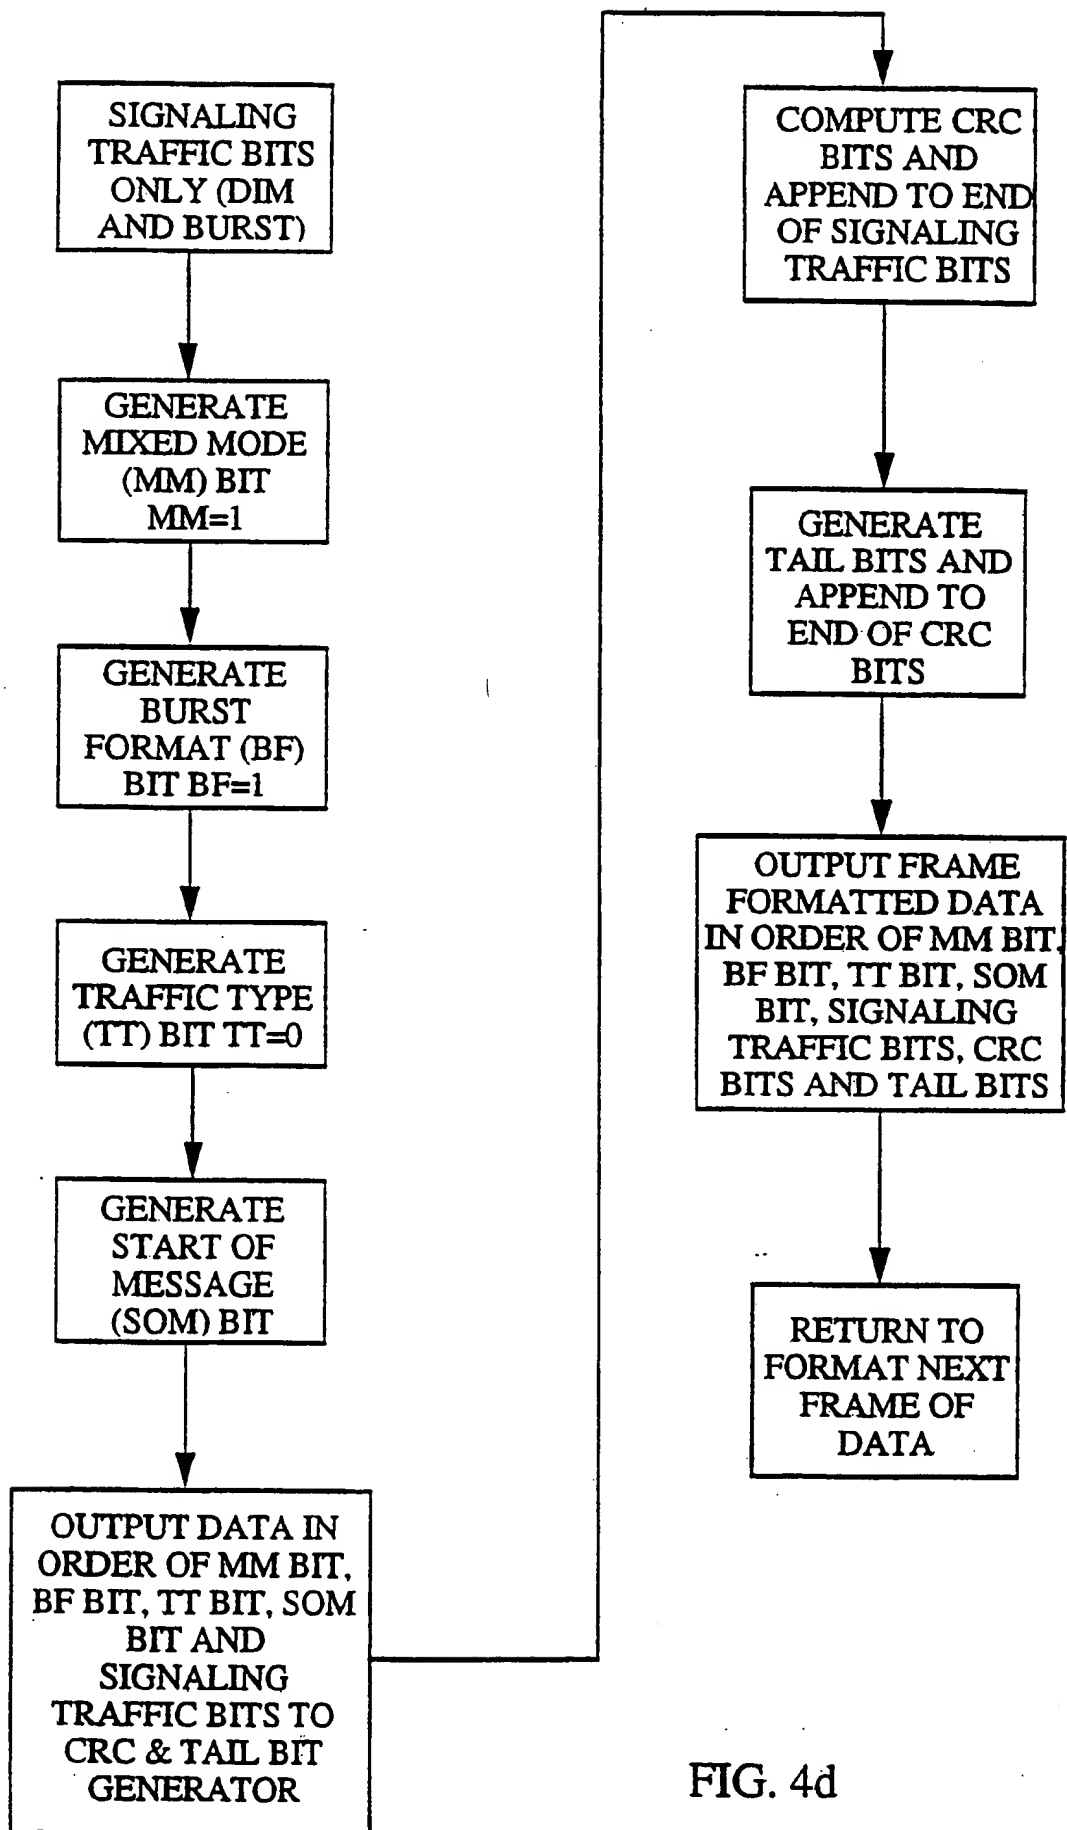 SIGNALING
TRAFFIC BITS
ONLY (DIM
AND BURST)
GENERATE
MIXED MODE
(MM) BIT
MM=1
GENERATE
BURST
FORMAT (BF)
BIT BF=1
GENERATE
TRAFFIC TYPE
(TT) BIT TT=0
GENERATE
START OF
MESSAGE
(SOM) BIT
OUTPUT DATA IN
ORDER OF MM BIT,
BF BIT, TT BIT, SOM
BIT AND
SIGNALING
TRAFFIC BITS TO
CRC & TAIL BIT
GENERATOR
COMPUTE CRC
BITS AND
APPEND TO END
OF SIGNALING
TRAFFIC BITS
GENERATE
TAIL BITS AND
APPEND TO
END OF CRC
BITS
OUTPUT FRAME
FORMATTED DATA
IN ORDER OF MM BIT,
BF BIT, TT BIT, SOM
BIT, SIGNALING
TRAFFIC BITS, CRC
BITS AND TAIL BITS
RETURN TO
FORMAT NEXT
FRAME OF
DATA
FIG. 4d